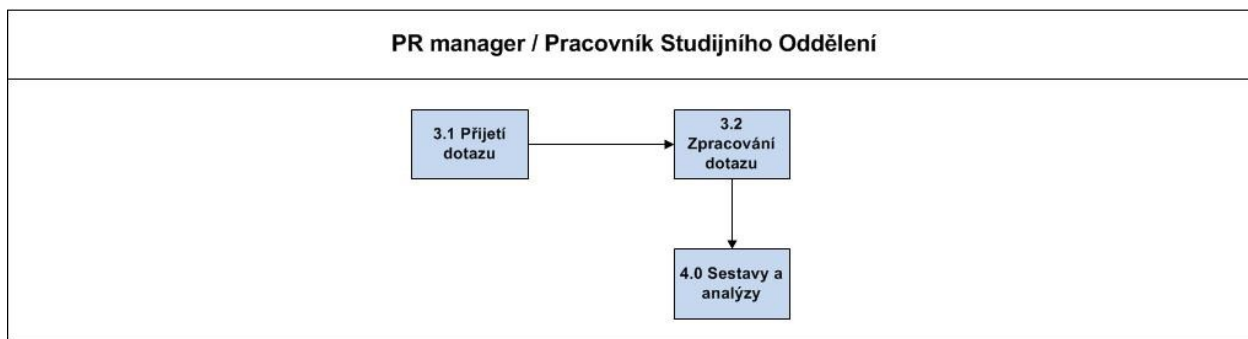 PR manager / Pracovník Studijního Oddělení
3.1 Přijetí
dotazu
3.2
Zpracování
dotazu
4.0 Sestavy a
analýzy